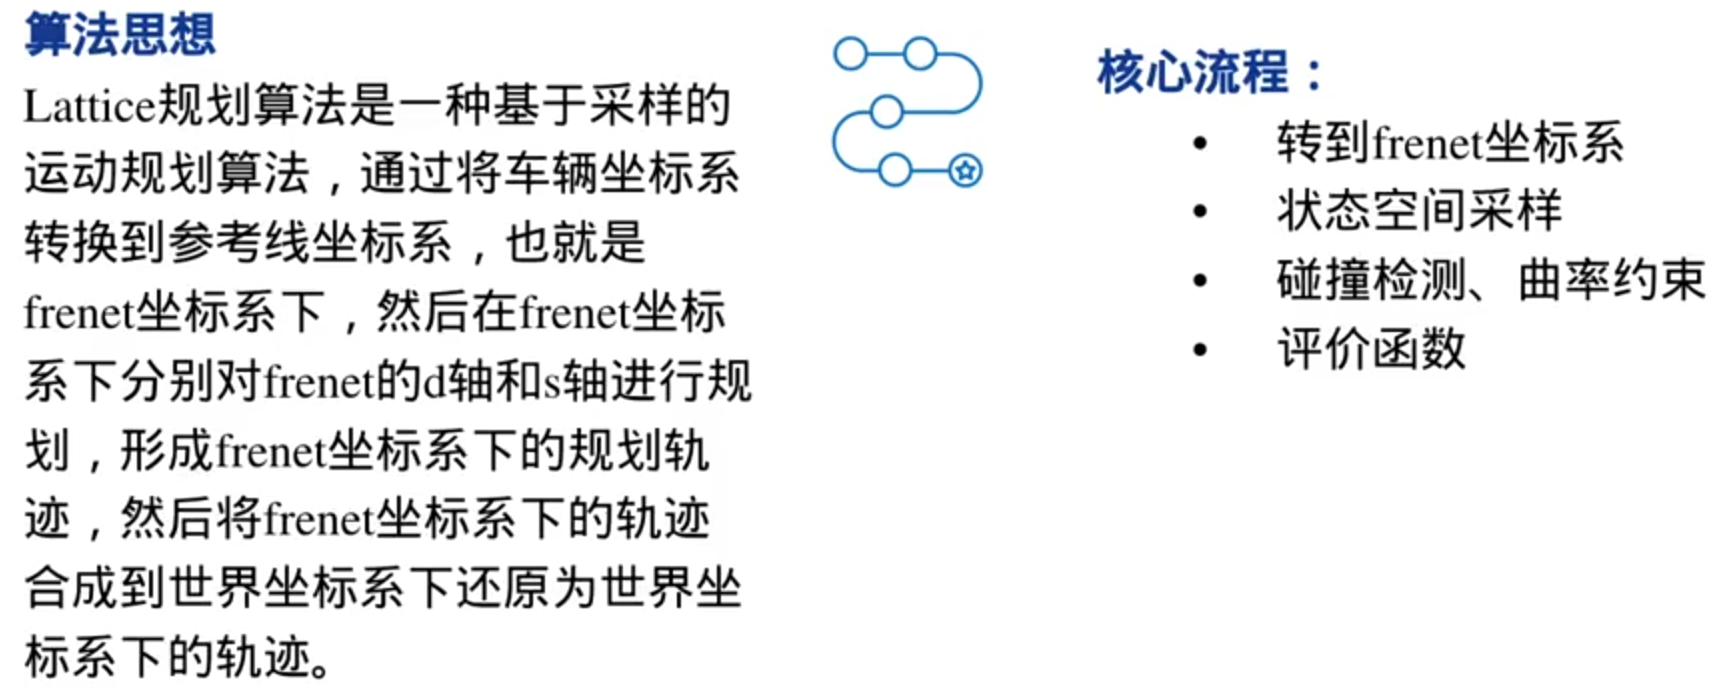 算法思想
Lattice规划算法是一种基于采样的
运动规划算法，通过将车辆坐标系
转换到参考线坐标系，也就是
frenet坐标系下，然后在frenet坐标
系下分别对frenet的d轴和s轴进行规
划，形成frenet坐标系下的规划轨
迹，然后将frenet坐标系下的轨迹
合成到世界坐标系下还原为世界坐
标系下的轨迹。
核心流程：
• 转到frenet坐标系
• 状态空间采样
• 碰撞检测、曲率约束
• 评价函数